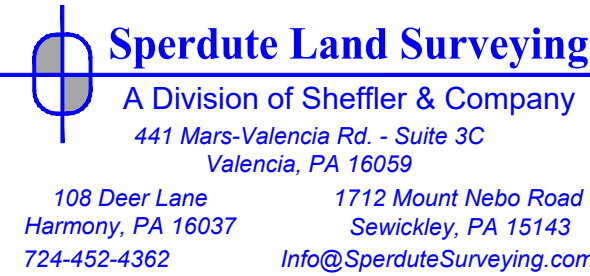 Sperdute Land Surveying
A Division of Sheffler & Company
441 Mars-Valencia Rd. - Suite 3C
Valencia, PA 16059
108 Deer Lane
Harmony, PA 16037
724-452-4362
1712 Mount Nebo Road
Sewickley, PA 15143
Info@SperduteSurveying.com